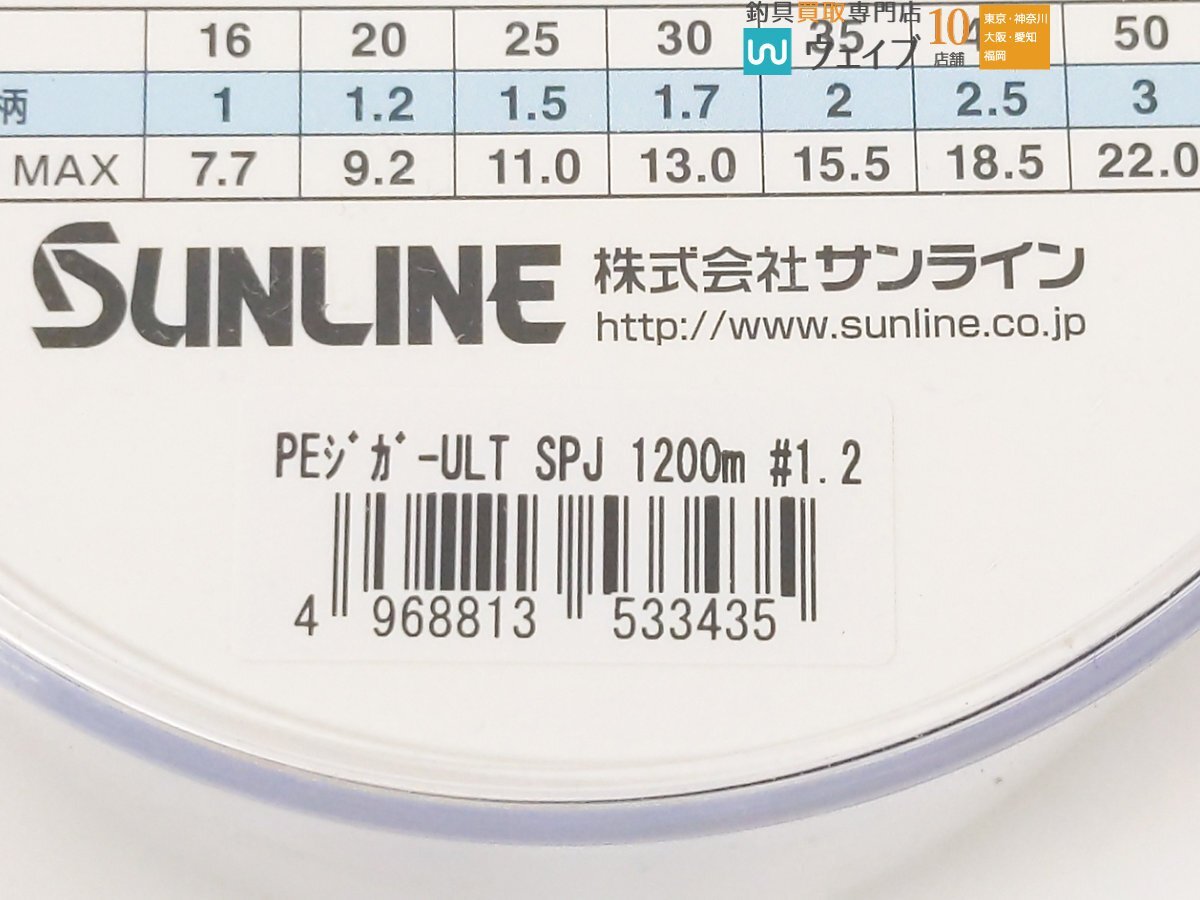 釣具買取専門店
ウェイブ
10
店舗
東京・神奈川
大阪・愛知
福岡
16 20 25 30 35 50
柄 1 1.2 1.5 1.7 2 2.5 3
MAX 7.7 9.2 11.0 13.0 15.5 18.5 22.0
SUNLINE
株式会社サンライン
http://www.sunline.co.jp
PEジガーULT SPJ 1200m #1.2
4 968813 533435